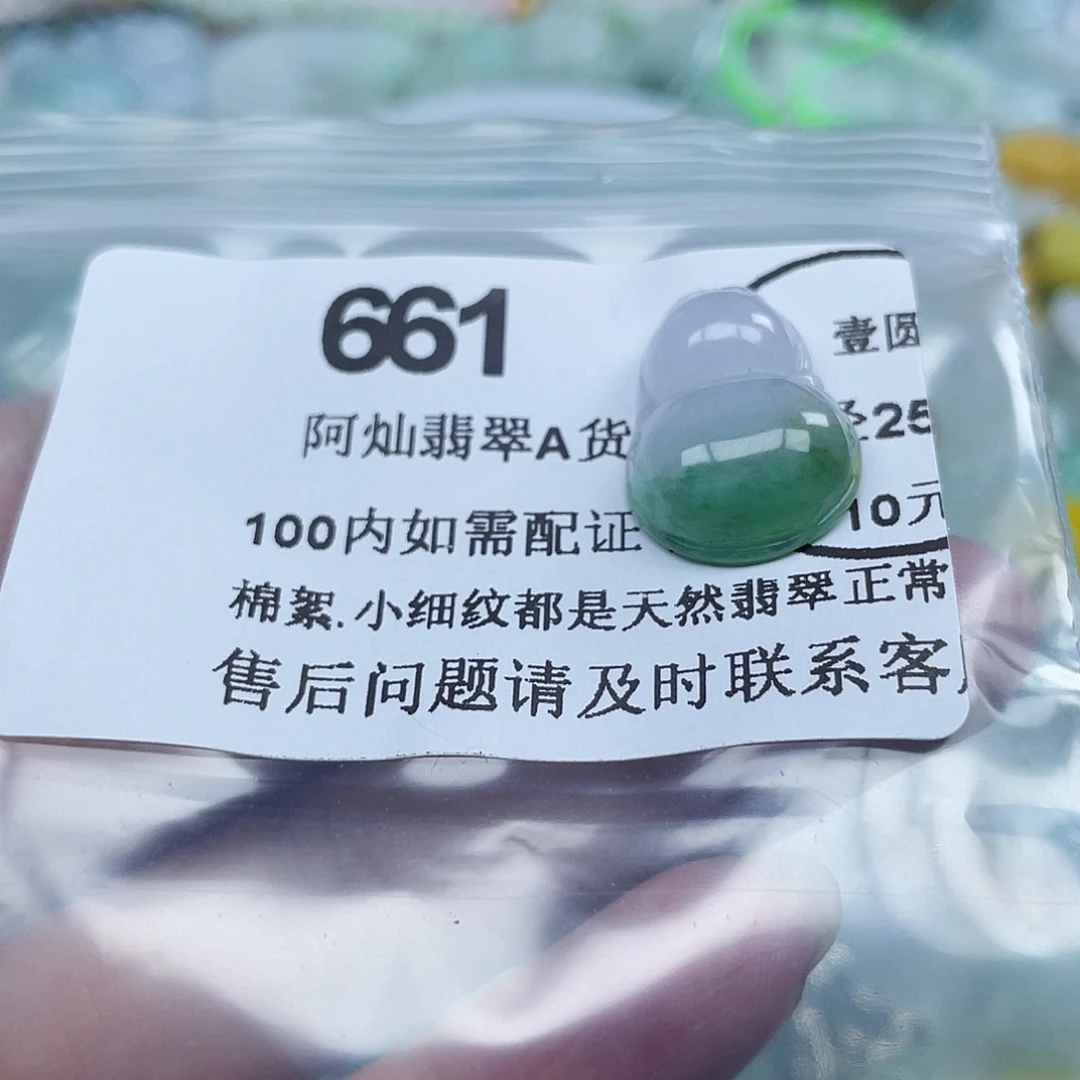 661
阿灿翡翠A货
壹圆
25
100内如需配证
10元
棉絮.小细纹都是天然翡翠正常
售后问题请及时联系客